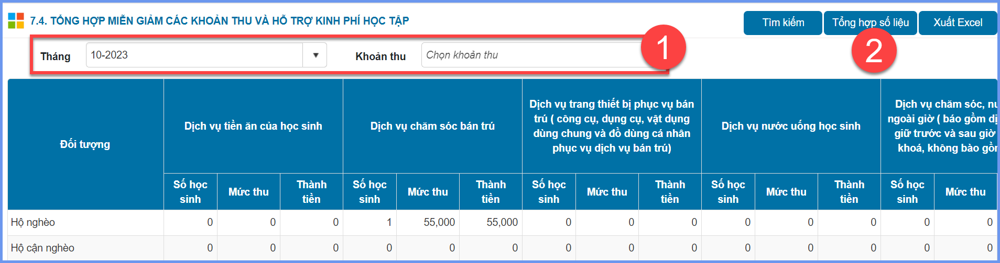 7.4. TỔNG HỢP MIỄN GIẢM CÁC KHOẢN THU VÀ HỖ TRỢ KINH PHÍ HỌC TẬP
Tìm kiếm
Tổng hợp số liệu
Xuất Excel
Tháng
10-2023
Khoản thu
Chọn khoản thu
1
2
Đối tượng
Dịch vụ tiền ăn của học sinh
Dịch vụ chăm sóc bán trú
Dịch vụ trang thiết bị phục vụ bán
trú ( công cụ, dụng cụ, vật dụng
dùng chung và đồ dùng cá nhân
phục vụ dịch vụ bán trú)
Dịch vụ nước uống học sinh
Dịch vụ chăm sóc,
ngoài giờ ( báo gồm
giữ trước và sau giờ
khoá, không bào
Số học
sinh
Mức thu
Thành
tiền
Số học
sinh
Mức thu
Thành
tiền
Số học
sinh
Mức thu
Thành
tiền
Số học
sinh
Mức thu
Thành
tiền
Số học
sinh
Mức thu
Hộ nghèo 0 0 0 1 55,000 55,000 0 0 0 0 0 0 0 0
Hộ cận nghèo 0 0 0 0 0 0 0 0 0 0 0 0 0 0